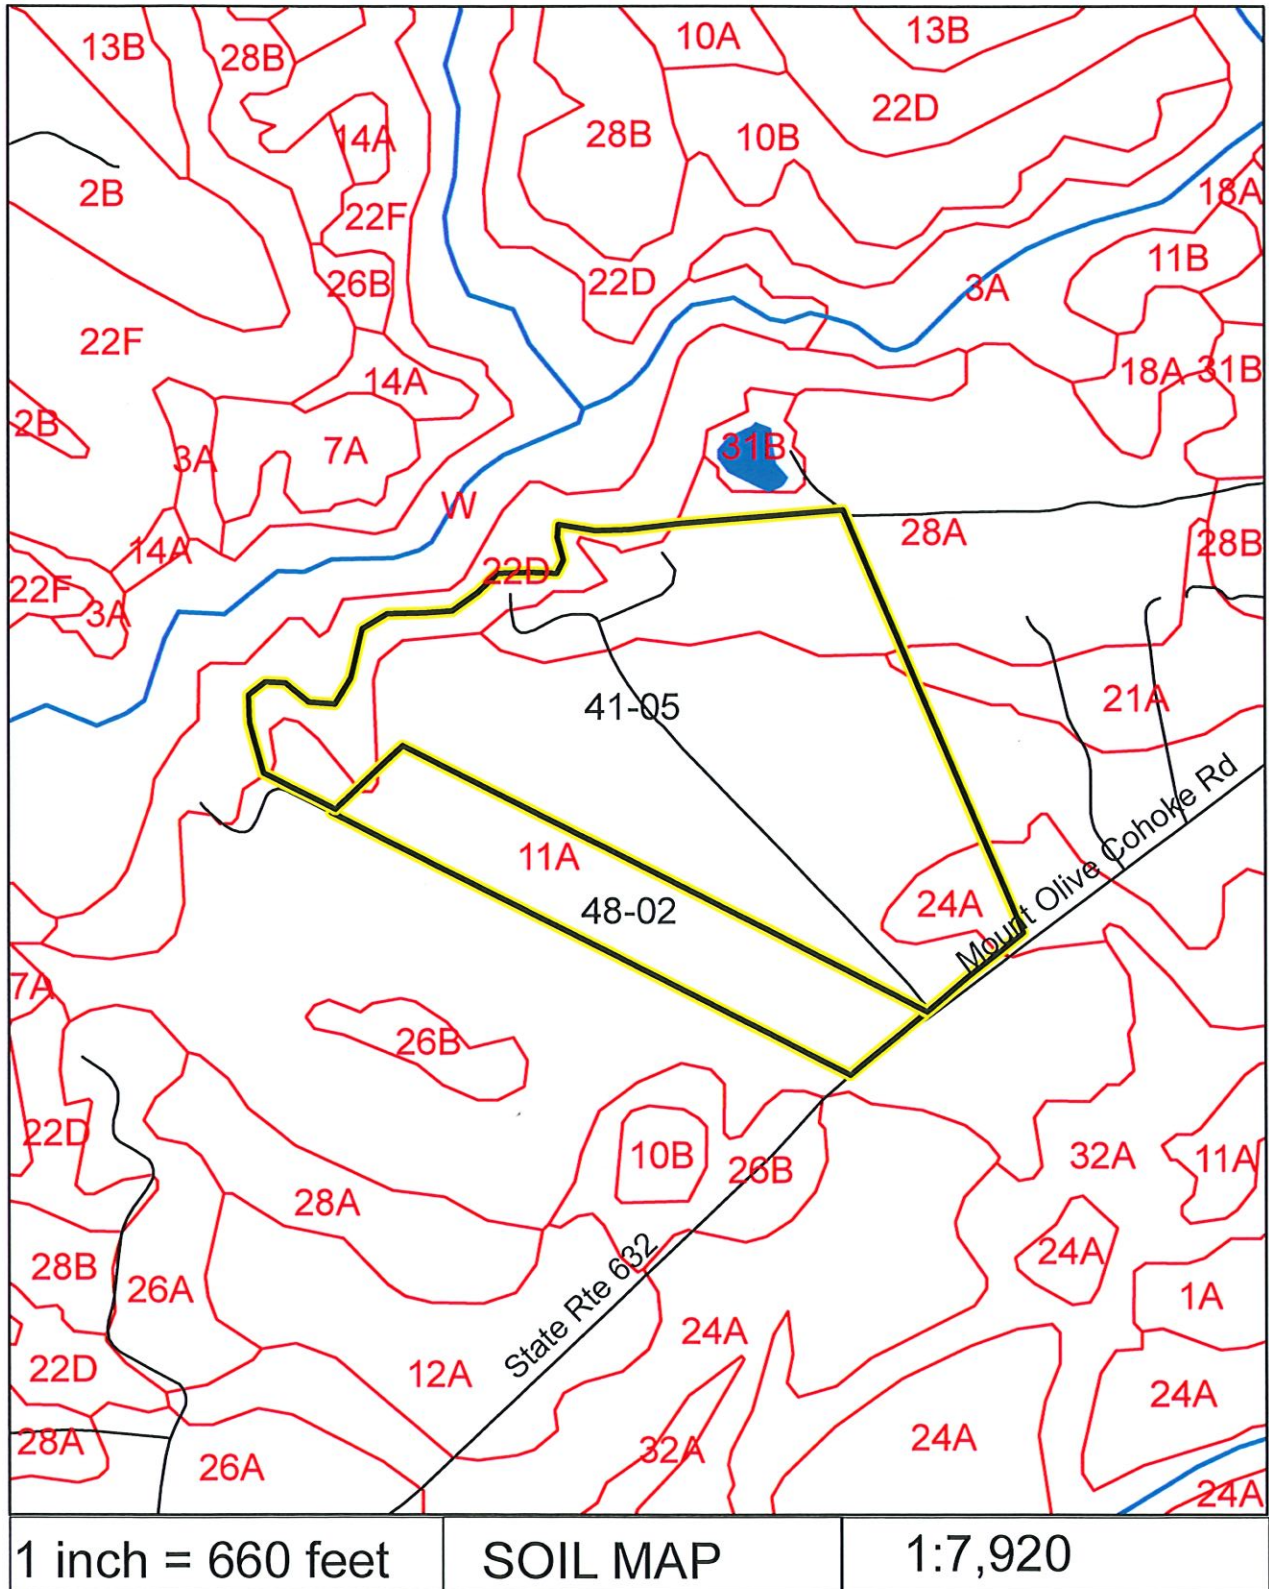 13B
28B
10A
13B
14A
28B
10B
22D
2B
22F
18A
26B
22D
3A
11B
22F
14A
18A
31B
2B
3A
7A
31B
W
28A
14A
22D
28B
22F
3A
41-05
21A
Mount Olive Cohoke Rd
11A
48-02
24A
7A
26B
22D
10B
26B
32A
11A
28A
28B
26A
24A
1A
State Rte 632
24A
22D
12A
24A
28A
26A
32A
24A
24A
1 inch = 660 feet
SOIL MAP
1:7,920